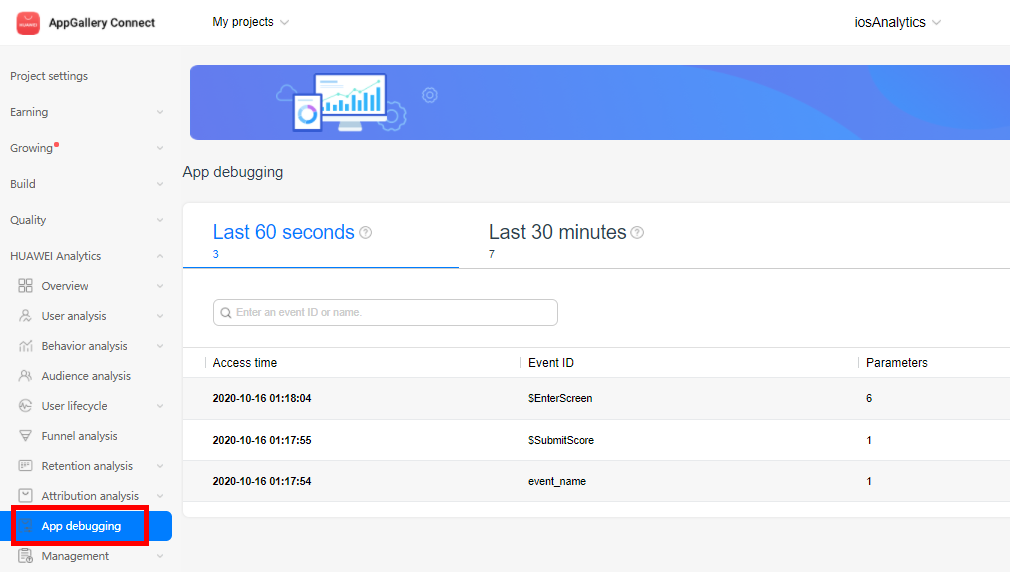 HUAWEI
AppGallery Connect
My projects
iosAnalytics
Project settings
Earning
Growing
Build
Quality
HUAWEI Analytics
Overview
User analysis
Behavior analysis
Audience analysis
User lifecycle
Funnel analysis
Retention analysis
Attribution analysis
App debugging
Management
App debugging
Last 60 seconds ?
3
Last 30 minutes ?
7
Enter an event ID or name.
Access time Event ID Parameters
2020-10-16 01:18:04 $EnterScreen 6
2020-10-16 01:17:55 $SubmitScore 1
2020-10-16 01:17:54 event_name 1